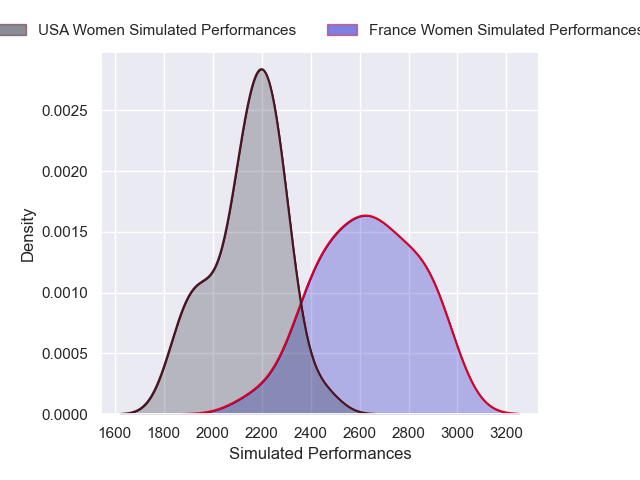 USA Women Simulated Performances France Women Simulated Performances
0.0025
0.0020
0.0015
0.0010
0.0005
0.0000
Density
1600 1800 2000 2200 2400 2600 2800 3000 3200
Simulated Performances